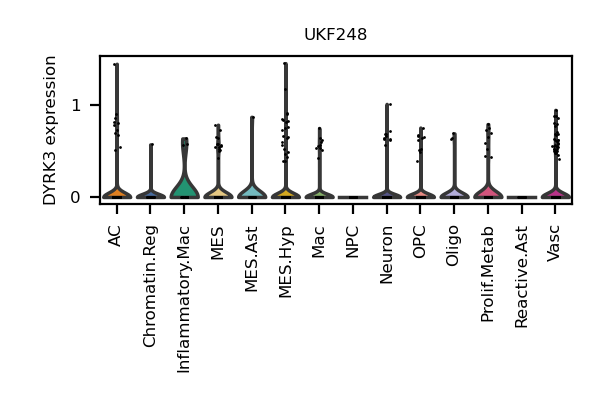 UKF248
DYRK3 expression
1
0
AC
Chromatin.Reg
Inflammatory.Mac
MES
MES.Ast
MES.Hyp
Mac
NPC
Neuron
OPC
Oligo
Prolif.Metab
Reactive.Ast
Vasc